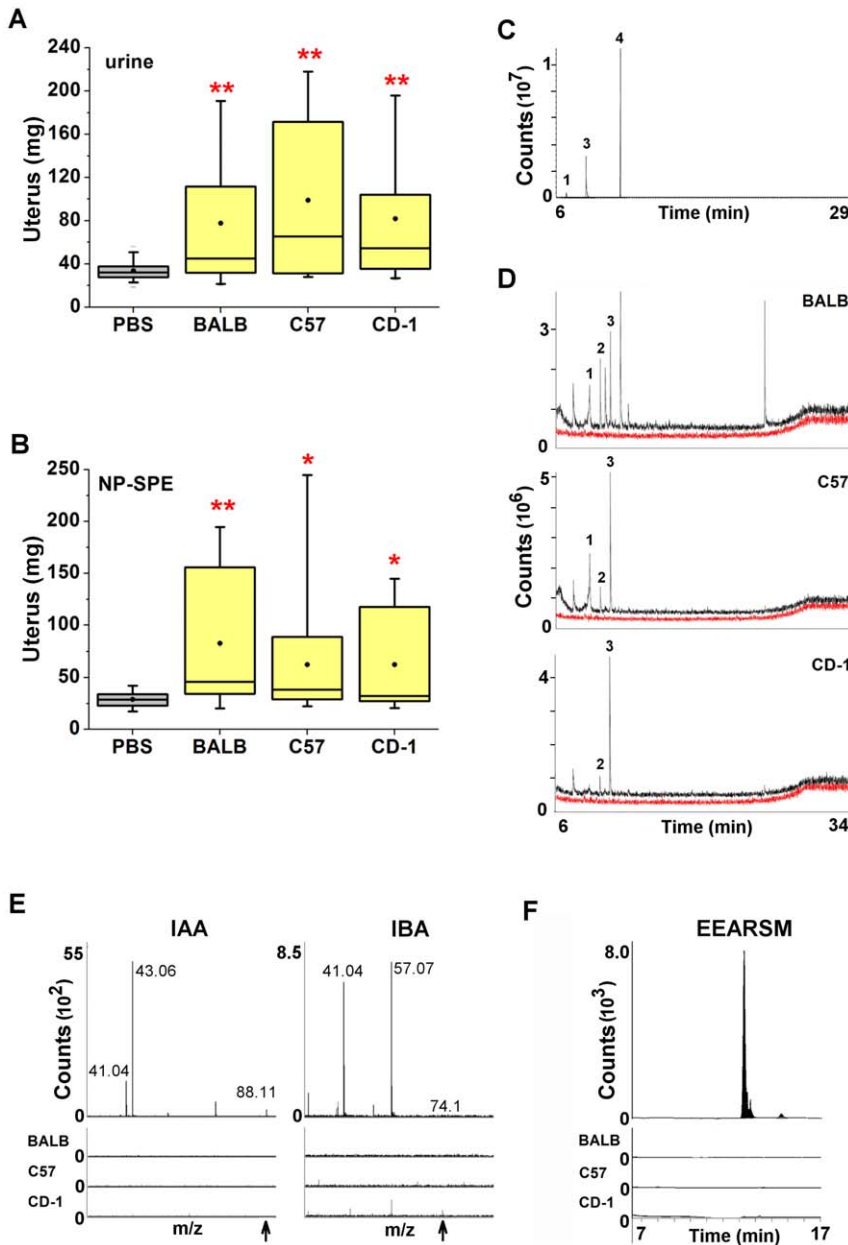 A
urine
240
200
160
120
80
40
0
Uterus (mg)
** ** **
PBS BALB C57 CD-1
B
NP-SPE
250
200
150
100
50
0
Uterus (mg)
** * *
PBS BALB C57 CD-1
C
1
0
Counts (10⁷)
1 3 4
6 Time (min) 29
D
BALB
3
0
1 2 3
C57
5
0
Counts (10⁶)
1 2 3
CD-1
4
0
2 3
6 Time (min) 34
E
IAA
55
0
Counts (10²)
41.04
43.06
88.11
BALB 0
C57 0
CD-1 0
m/z
IBA
8.5
0
41.04
57.07
74.1
m/z
F
EEARSM
8.0
0
Counts (10³)
BALB 0
C57 0
CD-1 0
7 Time (min) 17